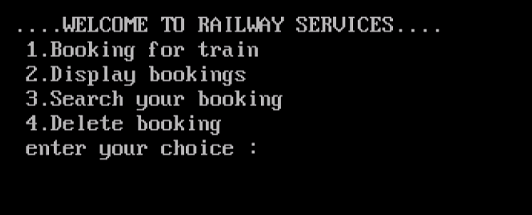 ....WELCOME TO RAILWAY SERVICES....
1.Booking for train
2.Display bookings
3.Search your booking
4.Delete booking
enter your choice :